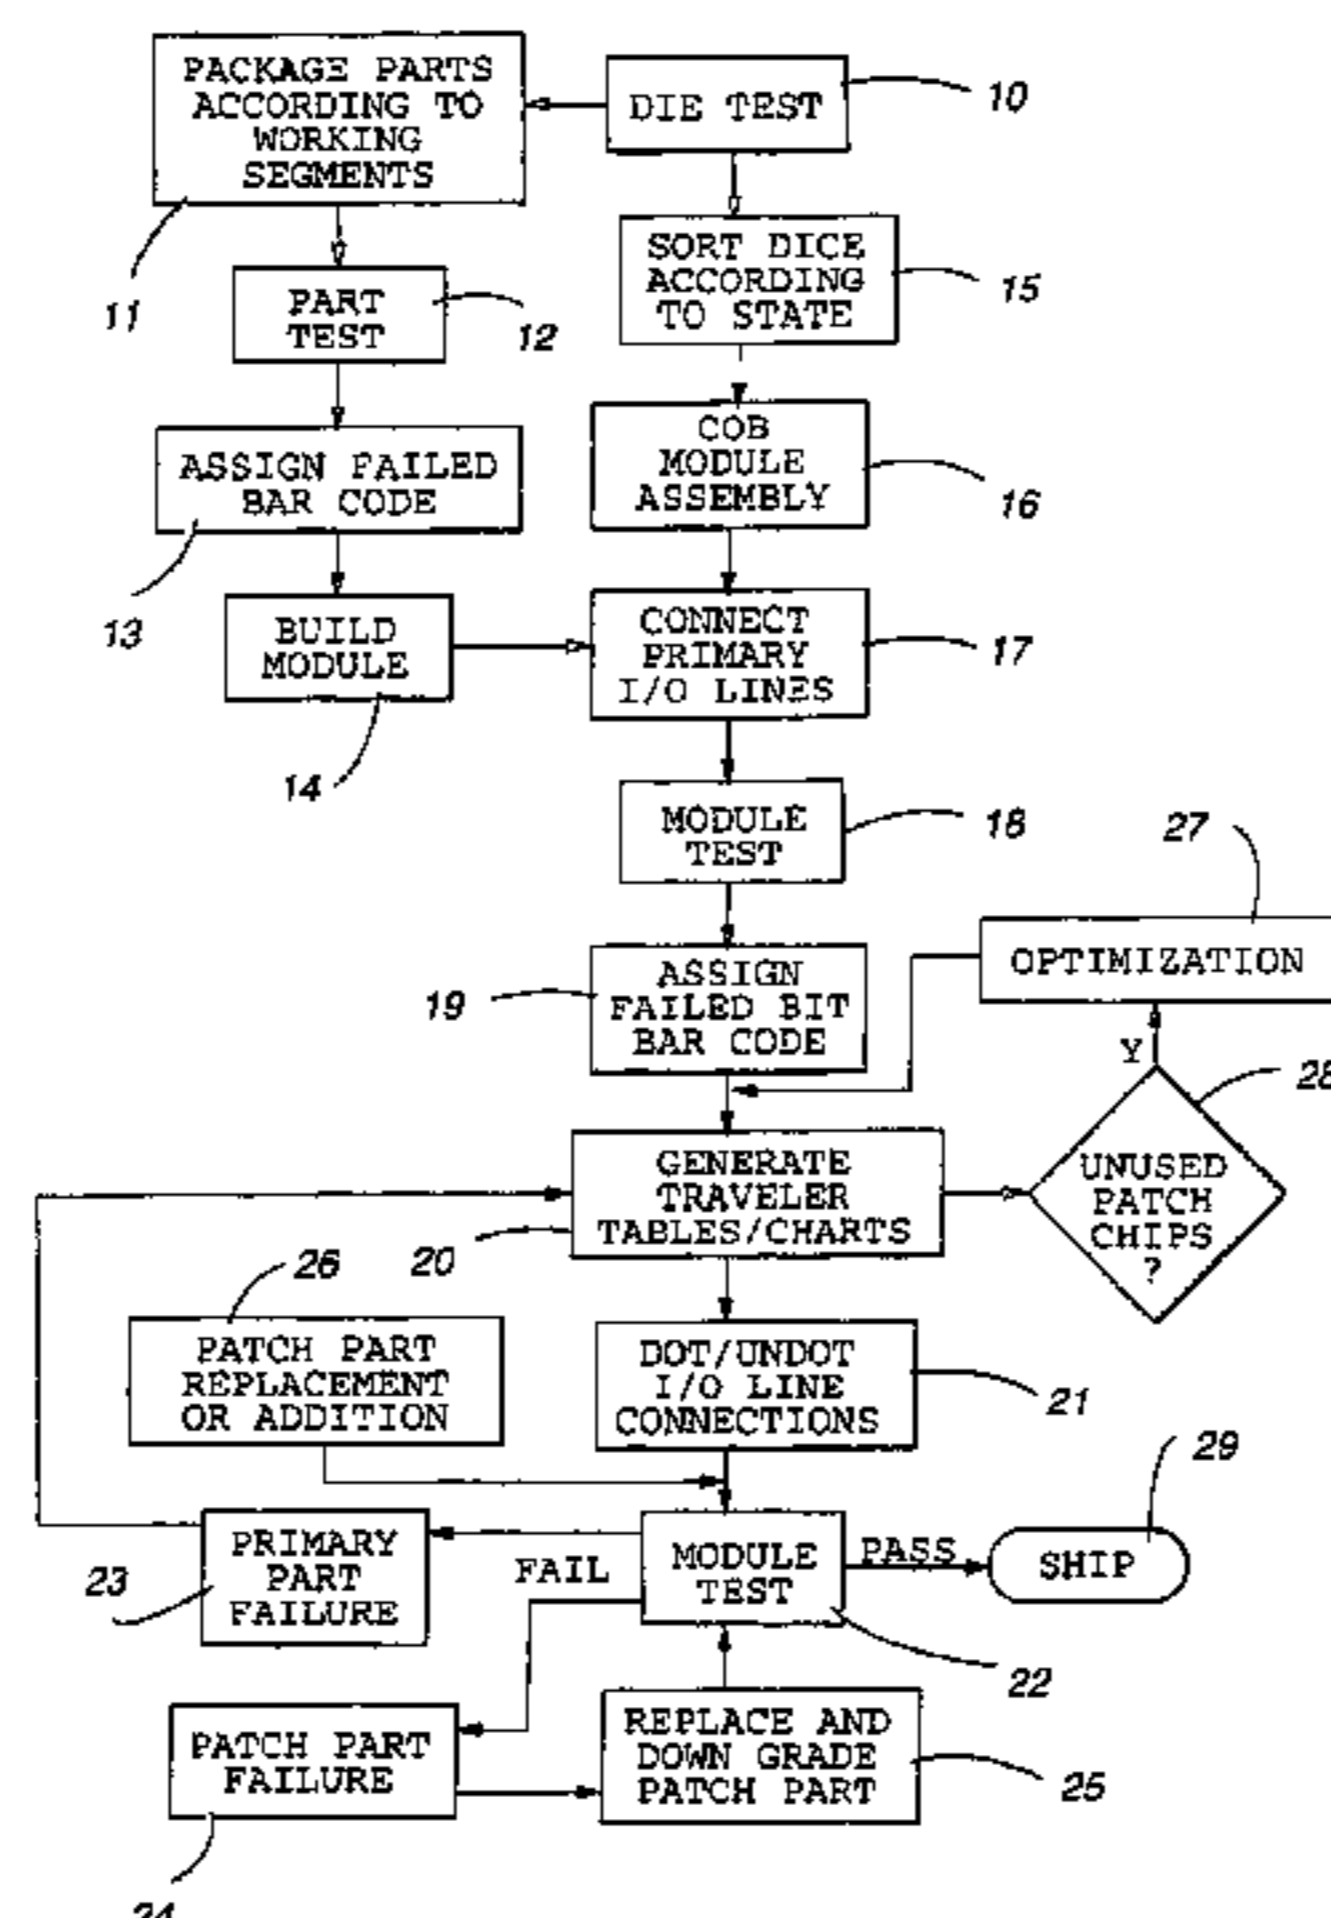 PACKAGE PARTS
ACCORDING TO
WORKING
SEGMENTS
DIE TEST
10
11
PART
TEST
12
SORT DICE
ACCORDING
TO STATE
15
ASSIGN FAILED
BAR CODE
13
COB
MODULE
ASSEMBLY
16
BUILD
MODULE
14
CONNECT
PRIMARY
I/O LINES
17
MODULE
TEST
18
27
OPTIMIZATION
19
ASSIGN
FAILED BIT
BAR CODE
Y
28
GENERATE
TRAVELER
TABLES/CHARTS
20
UNUSED
PATCH
CHIPS
?
26
PATCH PART
REPLACEMENT
OR ADDITION
DOT/UNDOT
I/O LINE
CONNECTIONS
21
29
PRIMARY
PART
FAILURE
23
FAIL
MODULE
TEST
PASS
SHIP
22
PATCH PART
FAILURE
24
REPLACE AND
DOWN GRADE
PATCH PART
25